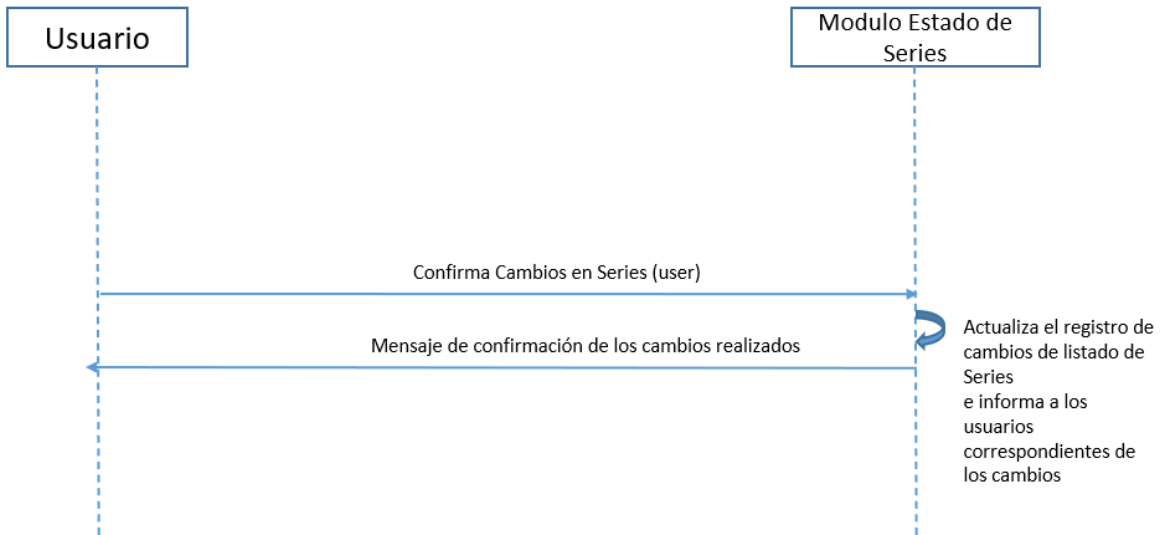 Usuario
Modulo Estado de
Series
Confirma Cambios en Series (user)
Mensaje de confirmación de los cambios realizados
Actualiza el registro de
cambios de listado de
Series
e informa a los
usuarios
correspondientes de
los cambios